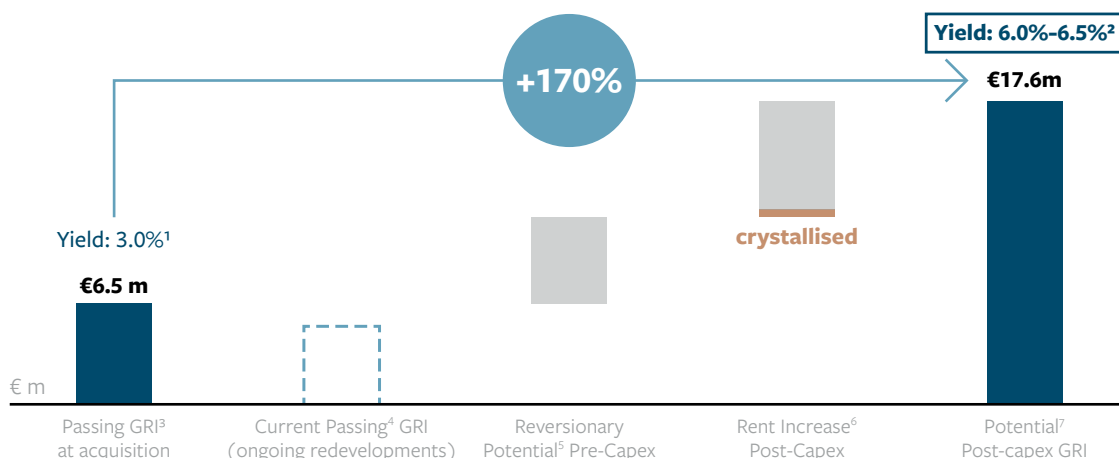 Yield: 6.0%-6.5%²
+170%
€17.6m
Yield: 3.0%¹
crystallised
€6.5 m
€ m
Passing GRI³
at acquisition
Current Passing⁴ GRI
(ongoing redevelopments)
Reversionary
Potential⁵ Pre-Capex
Rent Increase⁶
Post-Capex
Potential⁷
Post-capex GRI